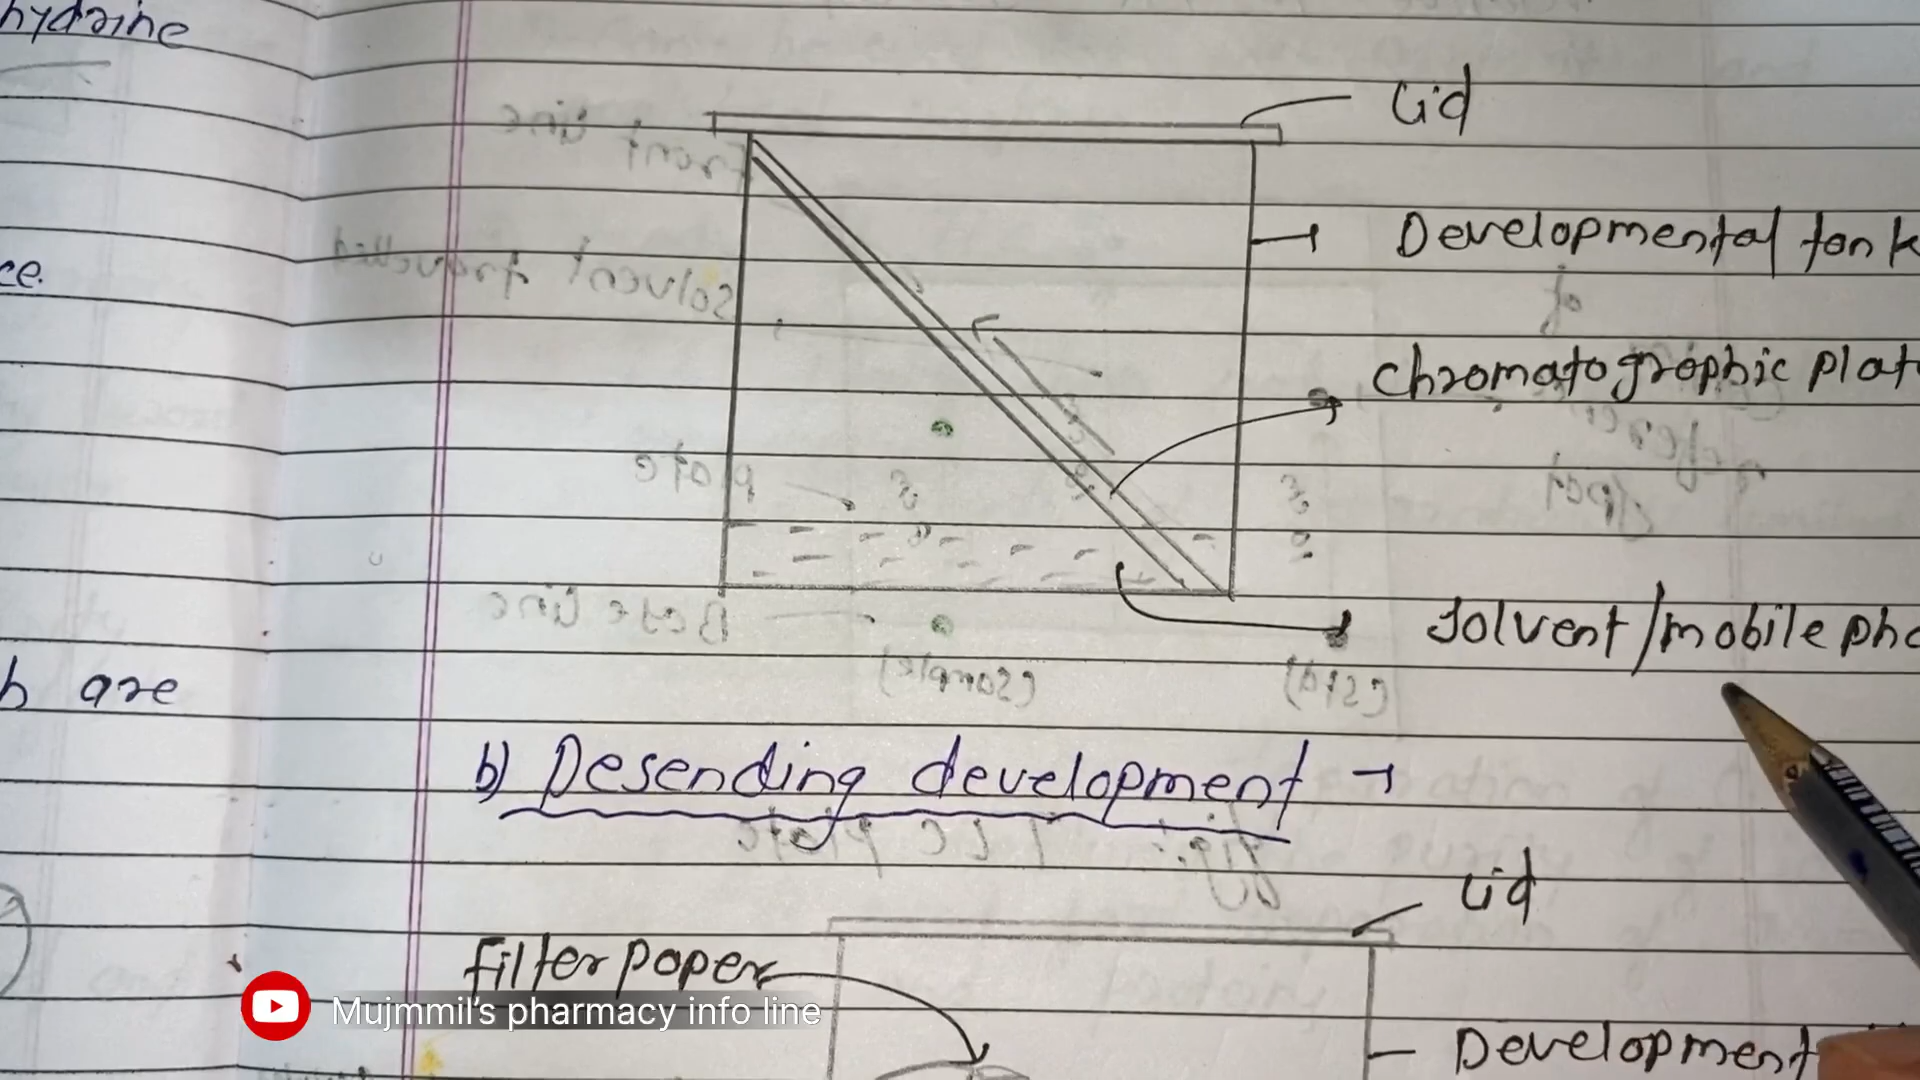 hydrine
Lid
Developmental tank
ce.
Chromatographic plat
Solvent/mobile pha
h are
b) Desending development →
Lid
filter paper
Mujmmil's pharmacy info line
Development